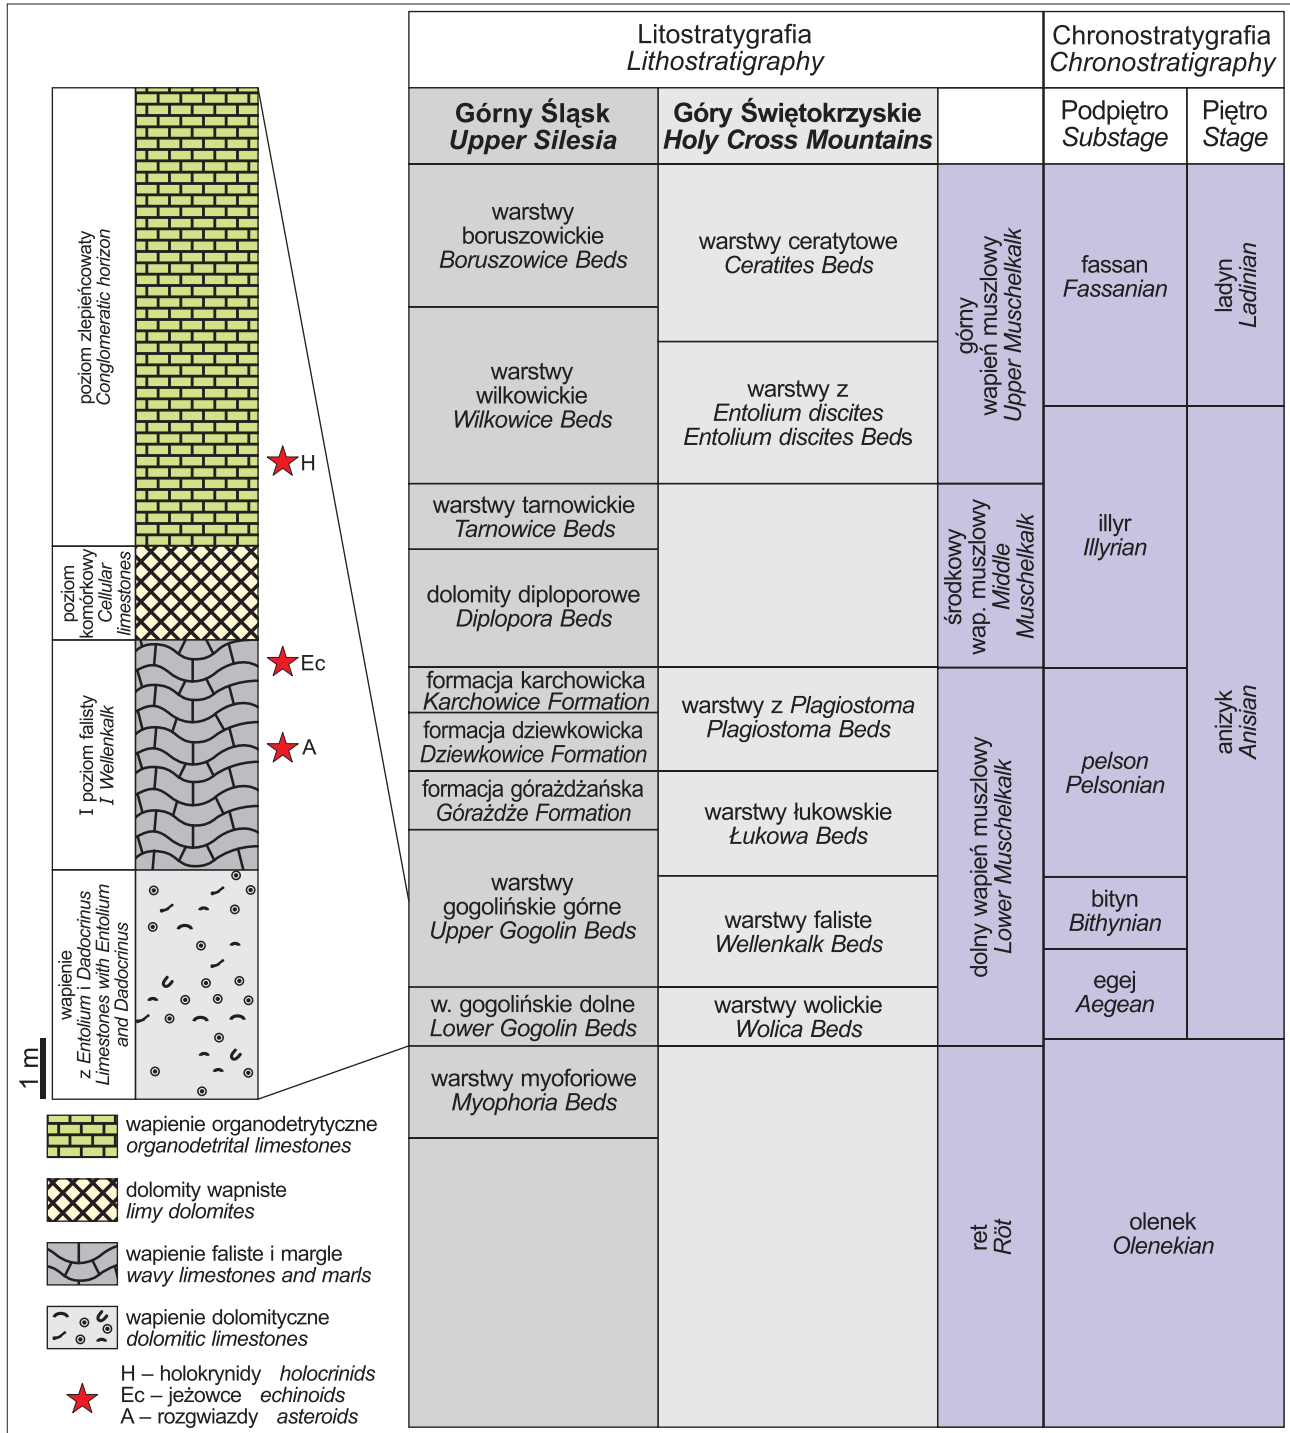 Litostratygrafia
Lithostratigraphy
Chronostratygrafia
Chronostratigraphy
Górny Śląsk
Upper Silesia
Góry Świętokrzyskie
Holy Cross Mountains
Podpiętro
Substage
Piętro
Stage
poziom zlepieńcowaty
Conglomeratic horizon
H
poziom
komórkowy
Cellular
limestones
Ec
I poziom falisty
I Wellenkalk
A
wapienie
z Entolium i Dadocrinus
Limestones with Entolium
and Dadocrinus
1 m
warstwy
boruszowickie
Boruszowice Beds
warstwy
wilkowickie
Wilkowice Beds
warstwy tarnowickie
Tarnowice Beds
dolomity diploporowe
Diplopora Beds
formacja karchowicka
Karchowice Formation
formacja dziewkowicka
Dziewkowice Formation
formacja górażdżańska
Górażdże Formation
warstwy
gogolińskie górne
Upper Gogolin Beds
w. gogolińskie dolne
Lower Gogolin Beds
warstwy myoforiowe
Myophoria Beds
warstwy ceratytowe
Ceratites Beds
warstwy z
Entolium discites
Entolium discites Beds
warstwy z Plagiostoma
Plagiostoma Beds
warstwy łukowskie
Łukowa Beds
warstwy faliste
Wellenkalk Beds
warstwy wolickie
Wolica Beds
górny
wapień muszlowy
Upper Muschelkalk
środkowy
wap. muszlowy
Middle
Muschelkalk
dolny wapień muszlowy
Lower Muschelkalk
ret
Röt
fassan
Fassanian
illyr
Illyrian
pelson
Pelsonian
bityn
Bithynian
egej
Aegean
ladyn
Ladinian
anizyk
Anisian
olenek
Olenekian
wapienie organodetrytyczne
organodetrital limestones
dolomity wapniste
limy dolomites
wapienie faliste i margle
wavy limestones and marls
wapienie dolomityczne
dolomitic limestones
H – holokrynidy holocrinids
Ec – jeżowce echinoids
A – rozgwiazdy asteroids